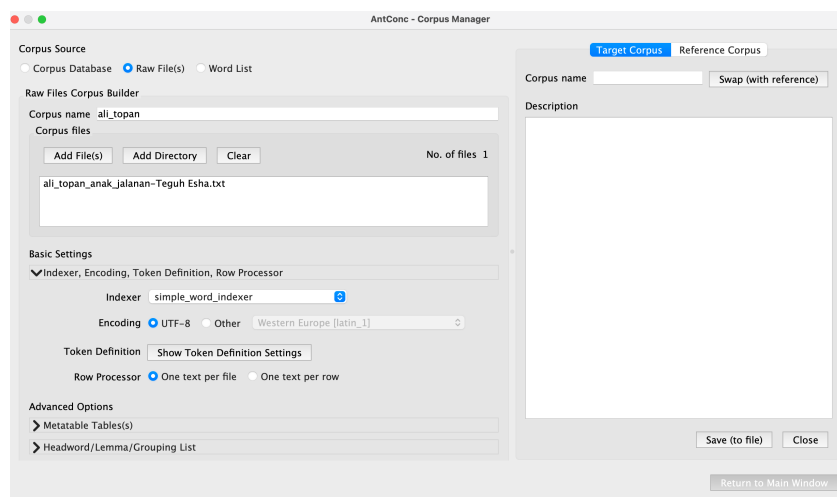 AntConc - Corpus Manager
Corpus Source
Corpus Database Raw File(s) Word List
Raw Files Corpus Builder
Corpus name ali_topan
Corpus files
Add File(s) Add Directory Clear No. of files 1
ali_topan_anak_jalanan-Teguh Esha.txt
Basic Settings
Indexer, Encoding, Token Definition, Row Processor
Indexer simple_word_indexer
Encoding UTF-8 Other Western Europe [latin_1]
Token Definition Show Token Definition Settings
Row Processor One text per file One text per row
Advanced Options
Metatable Tables(s)
Headword/Lemma/Grouping List
Target Corpus Reference Corpus
Corpus name Swap (with reference)
Description
Save (to file) Close
Return to Main Window